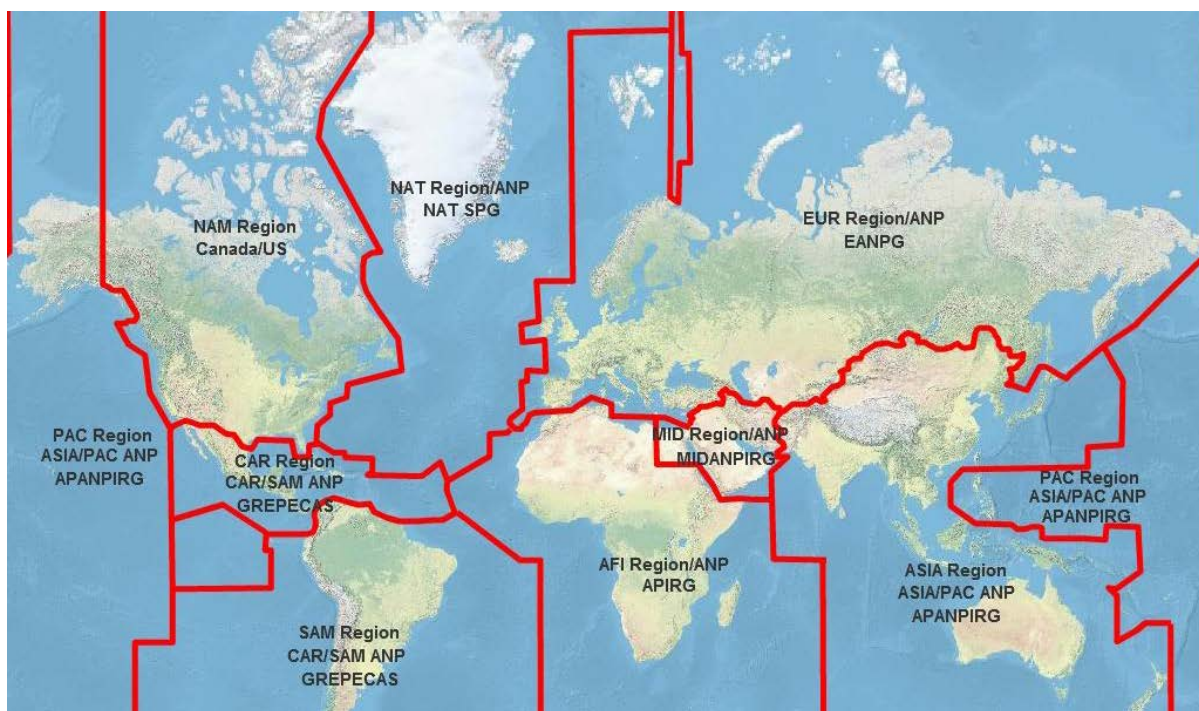 NAT Region/ANP
NAT SPG
NAM Region
Canada/US
EUR Region/ANP
EANPG
PAC Region
ASIA/PAC ANP
APANPIRG
CAR Region
CAR/SAM ANP
GREPECAS
MID Region/ANP
MIDANPIRG
PAC Region
ASIA/PAC ANP
APANPIRG
AFI Region/ANP
APIRG
ASIA Region
ASIA/PAC ANP
APANPIRG
SAM Region
CAR/SAM ANP
GREPECAS